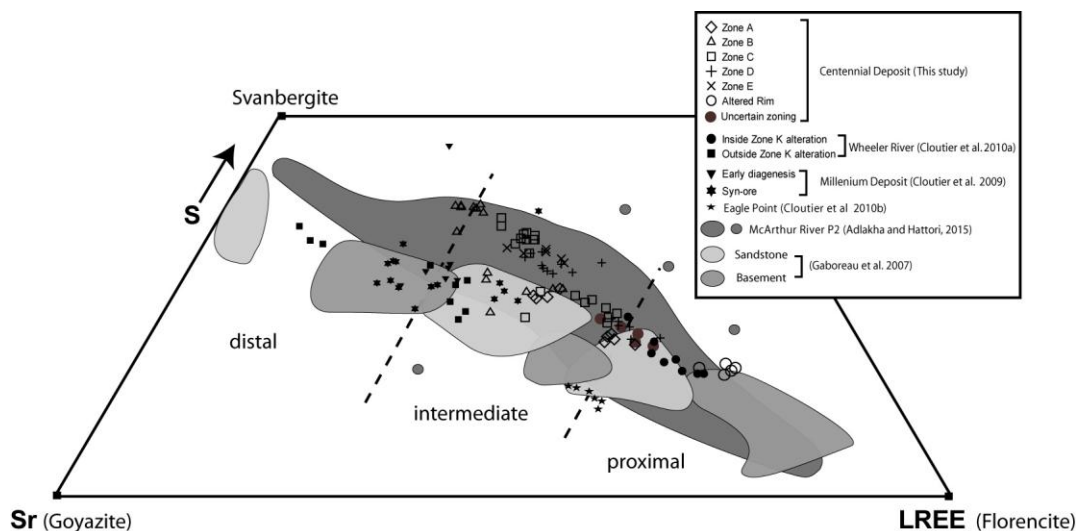 Zone A
Zone B
Zone C
Zone D
Zone E
Altered Rim
Uncertain zoning
Centennial Deposit (This study)
Inside Zone K alteration
Outside Zone K alteration
Wheeler River (Cloutier et al. 2010a)
Early diagenesis
Syn-ore
Millenium Deposit (Cloutier et al. 2009)
Eagle Point (Cloutier et al 2010b)
McArthur River P2 (Adlakha and Hattori, 2015)
Sandstone
Basement
(Gaboreau et al. 2007)
Svanbergite
S
distal
intermediate
proximal
Sr (Goyazite)
LREE (Florencite)